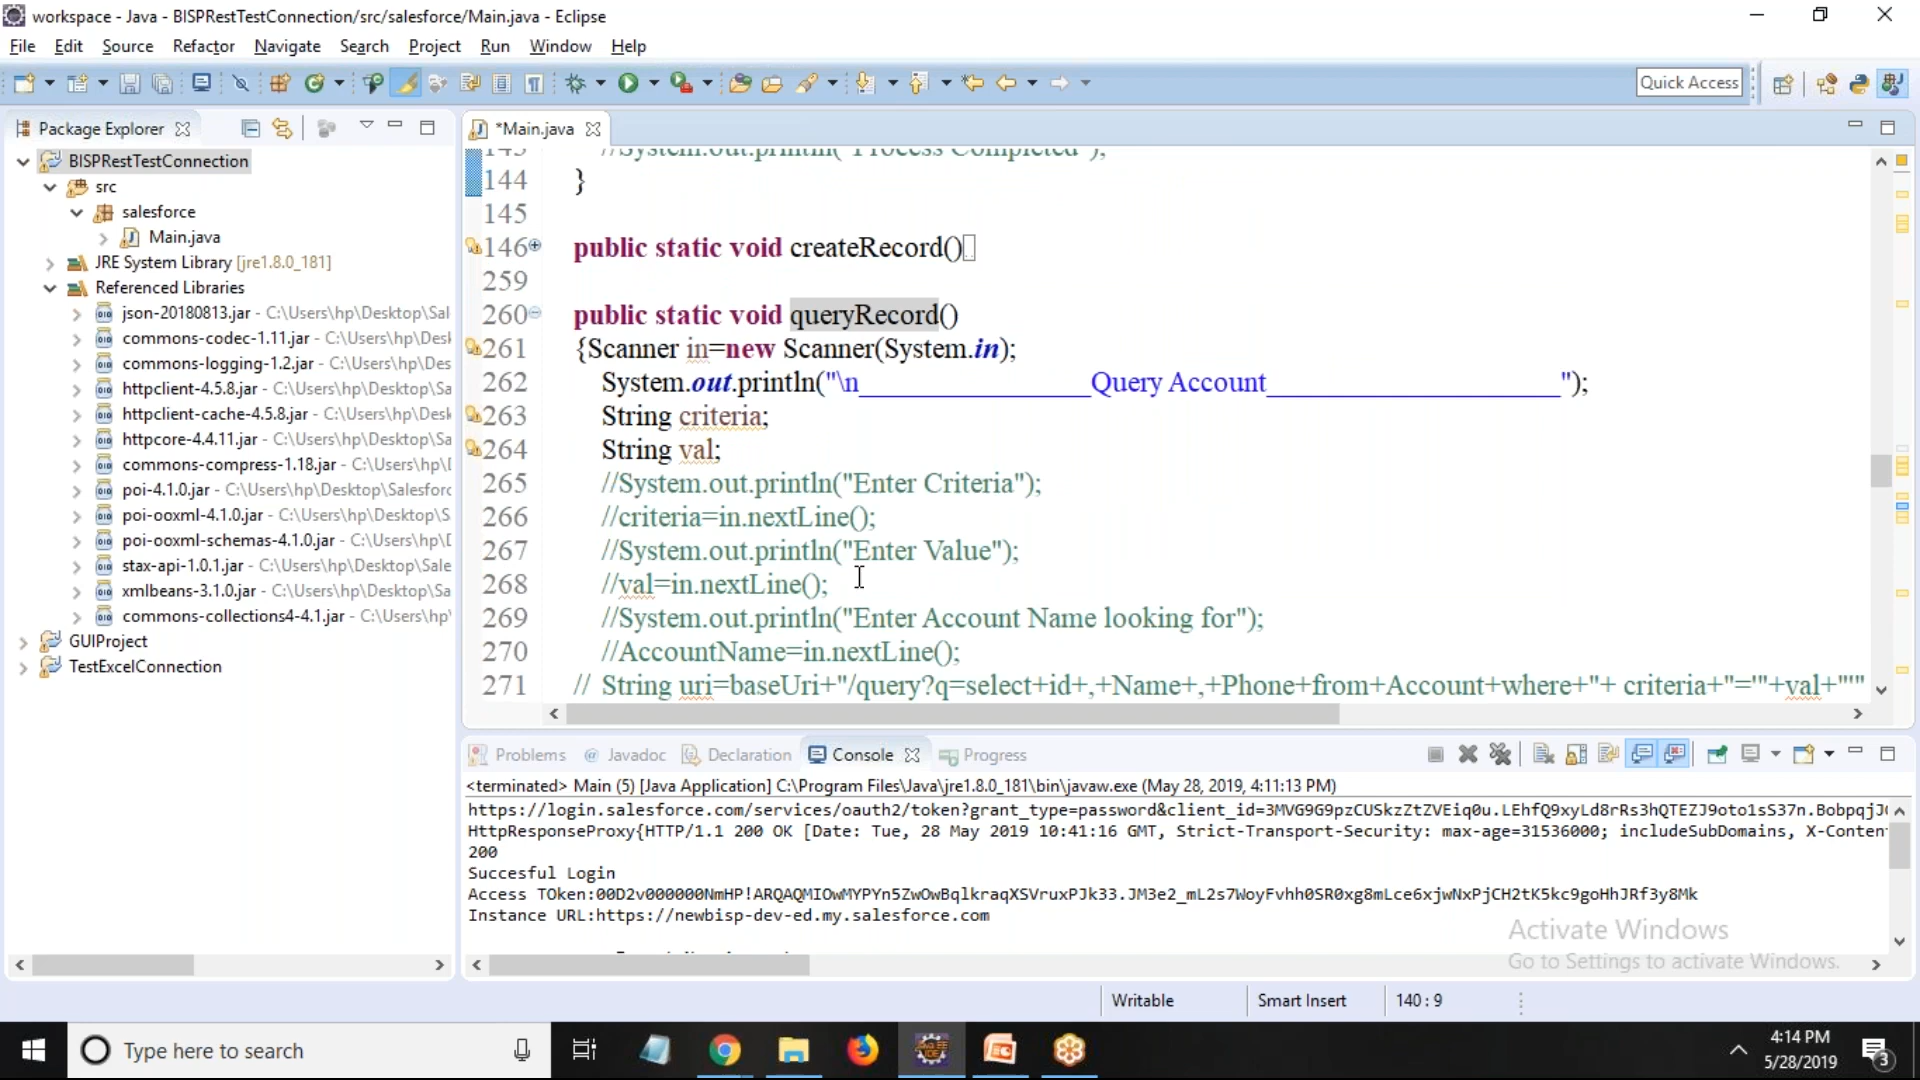 workspace - Java - BISPRestTestConnection/src/salesforce/Main.java - Eclipse
File Edit Source Refactor Navigate Search Project Run Window Help
Quick Access
Package Explorer
*Main.java
BISPRestTestConnection
src
salesforce
Main.java
JRE System Library [jre1.8.0_181]
Referenced Libraries
json-20180813.jar - C:\Users\hp\Desktop\Sal
commons-codec-1.11.jar - C:\Users\hp\Desk
commons-logging-1.2.jar - C:\Users\hp\Des
httpclient-4.5.8.jar - C:\Users\hp\Desktop\Sa
httpclient-cache-4.5.8.jar - C:\Users\hp\Desk
httpcore-4.4.11.jar - C:\Users\hp\Desktop\Sa
commons-compress-1.18.jar - C:\Users\hp\[
poi-4.1.0.jar - C:\Users\hp\Desktop\Salesforc
poi-ooxml-4.1.0.jar - C:\Users\hp\Desktop\S
poi-ooxml-schemas-4.1.0.jar - C:\Users\hp\[
stax-api-1.0.1.jar - C:\Users\hp\Desktop\Sale
xmlbeans-3.1.0.jar - C:\Users\hp\Desktop\Sa
commons-collections4-4.1.jar - C:\Users\hp'
GUIProject
TestExcelConnection
143 //System.out.println("Process Completed");
144 }
145
146 public static void createRecord()
259
260 public static void queryRecord()
261 {Scanner in=new Scanner(System.in);
262 System.out.println("\n________________Query Account____________________");
263 String criteria;
264 String val;
265 //System.out.println("Enter Criteria");
266 //criteria=in.nextLine();
267 //System.out.println("Enter Value");
268 //val=in.nextLine();
269 //System.out.println("Enter Account Name looking for");
270 //AccountName=in.nextLine();
271 // String uri=baseUri+"/query?q=select+id+,+Name+,+Phone+from+Account+where+"+ criteria+"='"+val+"'"
Problems @ Javadoc Declaration Console Progress
<terminated> Main (5) [Java Application] C:\Program Files\Java\jre1.8.0_181\bin\javaw.exe (May 28, 2019, 4:11:13 PM)
https://login.salesforce.com/services/oauth2/token?grant_type=password&client_id=3MVG9G9pzCUSkzZtZVEiq0u.LEhfQ9xyLd8rRs3hQTEZJ9oto1sS37n.BobpqjJ
HttpResponseProxy{HTTP/1.1 200 OK [Date: Tue, 28 May 2019 10:41:16 GMT, Strict-Transport-Security: max-age=31536000; includeSubDomains, X-Conten
200
Succesful Login
Access TOken:00D2v000000NmHP!ARQAQMIOwMYPYn5ZwOwBqlkraqXSVruxPJk33.JM3e2_mL2s7WoyFvhh0SR0xg8mLce6xjwNxPjCH2tK5kc9goHhJRf3y8Mk
Instance URL:https://newbisp-dev-ed.my.salesforce.com
Activate Windows
Go to Settings to activate Windows.
Writable Smart Insert 140 : 9
Type here to search
4:14 PM
5/28/2019
3